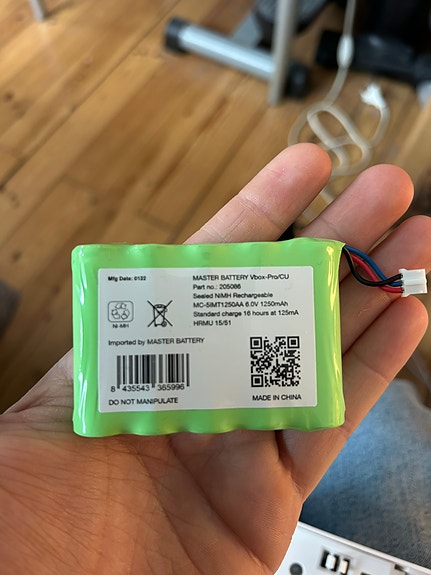 Mfg Date: 0122
MASTER BATTERY Vbox-Pro/CU
Part no.: 205086
Sealed NiMH Rechargeable
MC-5IMT1250AA 6.0V 1250mAh
Standard charge 16 hours at 125mA
HRMU 15/51
Ni-MH
Imported by MASTER BATTERY
8 435543 365996
DO NOT MANIPULATE
MADE IN CHINA